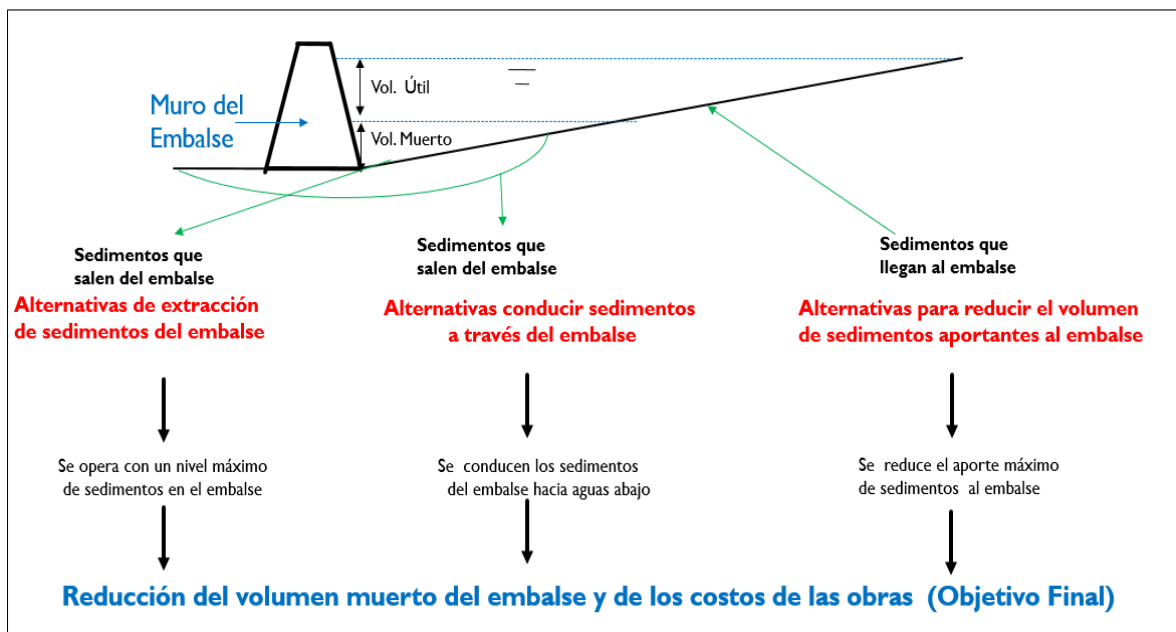 Vol. Útil
Muro del
Embalse
Vol. Muerto
Sedimentos que
salen del embalse
Alternativas de extracción
de sedimentos del embalse
Sedimentos que
salen del embalse
Alternativas conducir sedimentos
a través del embalse
Sedimentos que
llegan al embalse
Alternativas para reducir el volumen
de sedimentos aportantes al embalse
Se opera con un nivel máximo
de sedimentos en el embalse
Se conducen los sedimentos
del embalse hacia aguas abajo
Se reduce el aporte máximo
de sedimentos al embalse
Reducción del volumen muerto del embalse y de los costos de las obras (Objetivo Final)